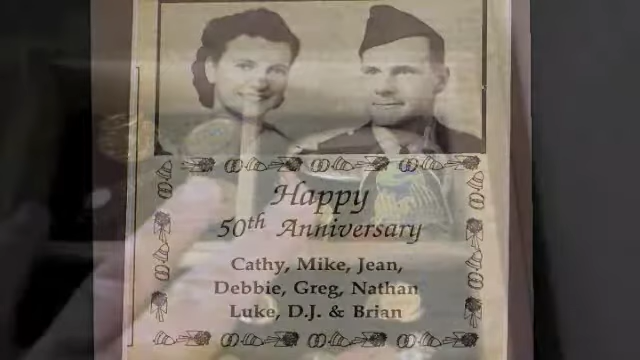 Happy
50th Anniversary
Cathy, Mike, Jean,
Debbie, Greg, Nathan
Luke, D.J. & Brian